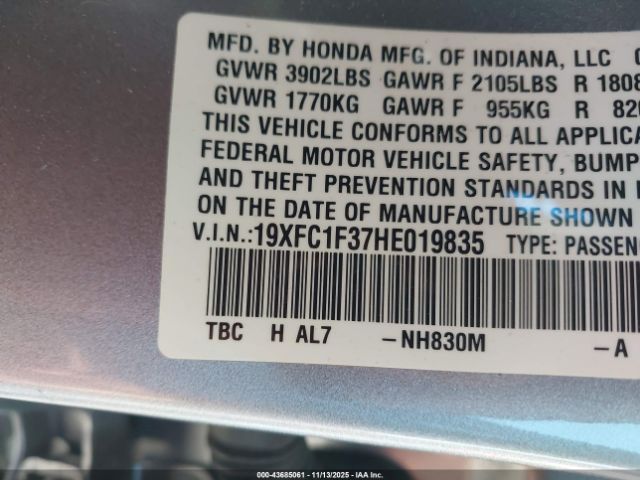 MFD. BY HONDA MFG. OF INDIANA, LLC
GVWR 3902LBS GAWR F 2105LBS R 1808
GVWR 1770KG GAWR F 955KG R 820
THIS VEHICLE CONFORMS TO ALL APPLICA
FEDERAL MOTOR VEHICLE SAFETY, BUMP
AND THEFT PREVENTION STANDARDS IN
ON THE DATE OF MANUFACTURE SHOWN
V.I.N.:19XFC1F37HE019835 TYPE: PASSEN
TBC H AL7 -NH830M -A
00-43685061 - 11/13/2025 - IAA Inc.